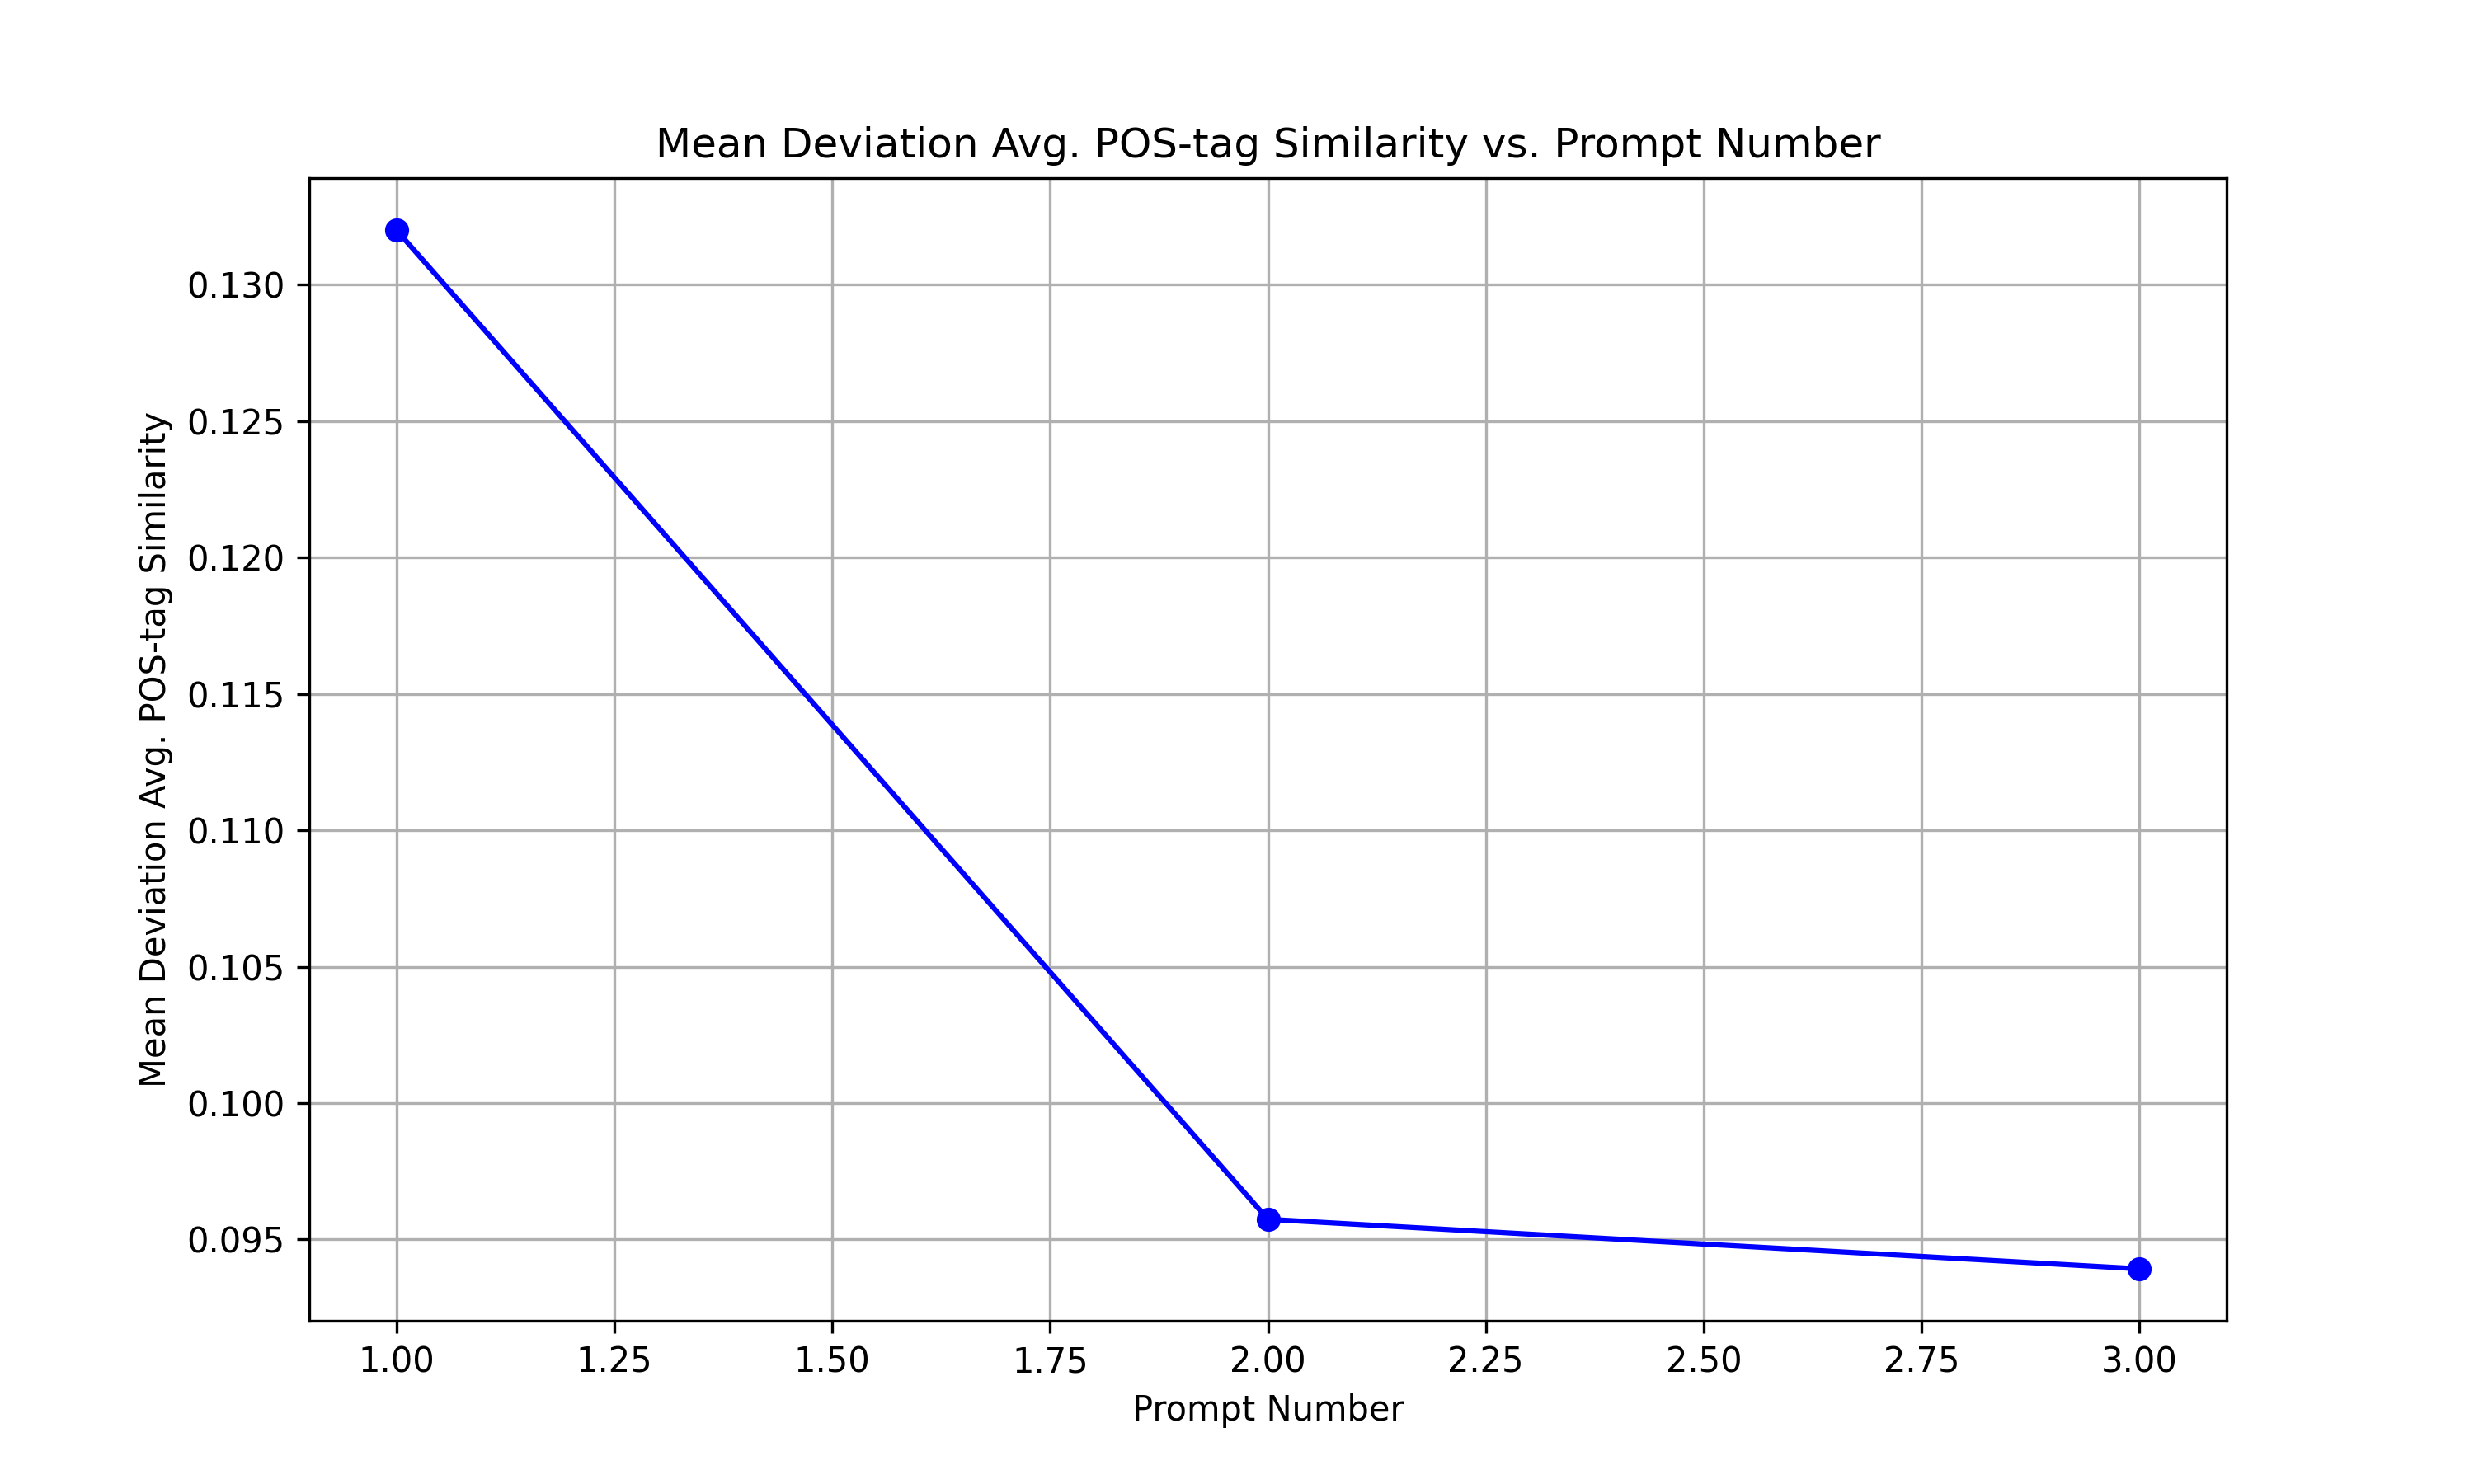 Mean Deviation Avg. POS-tag Similarity vs. Prompt Number
Mean Deviation Avg. POS-tag Similarity
0.130
0.125
0.120
0.115
0.110
0.105
0.100
0.095
1.00 1.25 1.50 1.75 2.00 2.25 2.50 2.75 3.00
Prompt Number